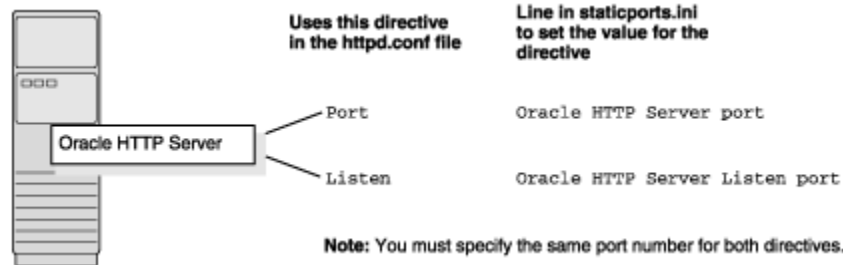 Uses this directive
in the httpd.conf file
Line in staticports.ini
to set the value for the
directive
Port
Oracle HTTP Server port
Oracle HTTP Server
Listen
Oracle HTTP Server Listen port
Note: You must specify the same port number for both directives.